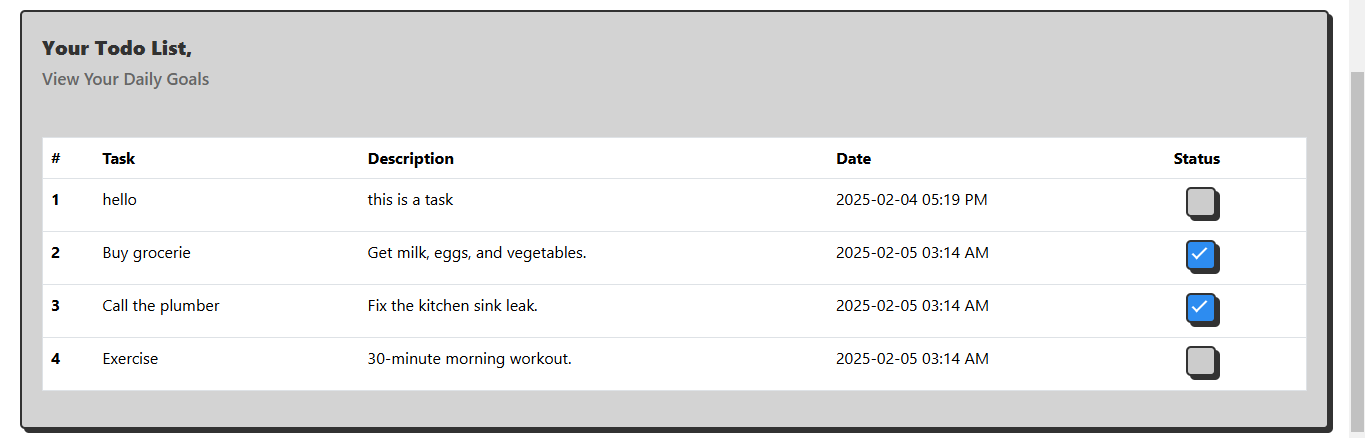 Your Todo List,
View Your Daily Goals
# Task Description Date Status
1 hello this is a task 2025-02-04 05:19 PM
2 Buy grocerie Get milk, eggs, and vegetables. 2025-02-05 03:14 AM
3 Call the plumber Fix the kitchen sink leak. 2025-02-05 03:14 AM
4 Exercise 30-minute morning workout. 2025-02-05 03:14 AM